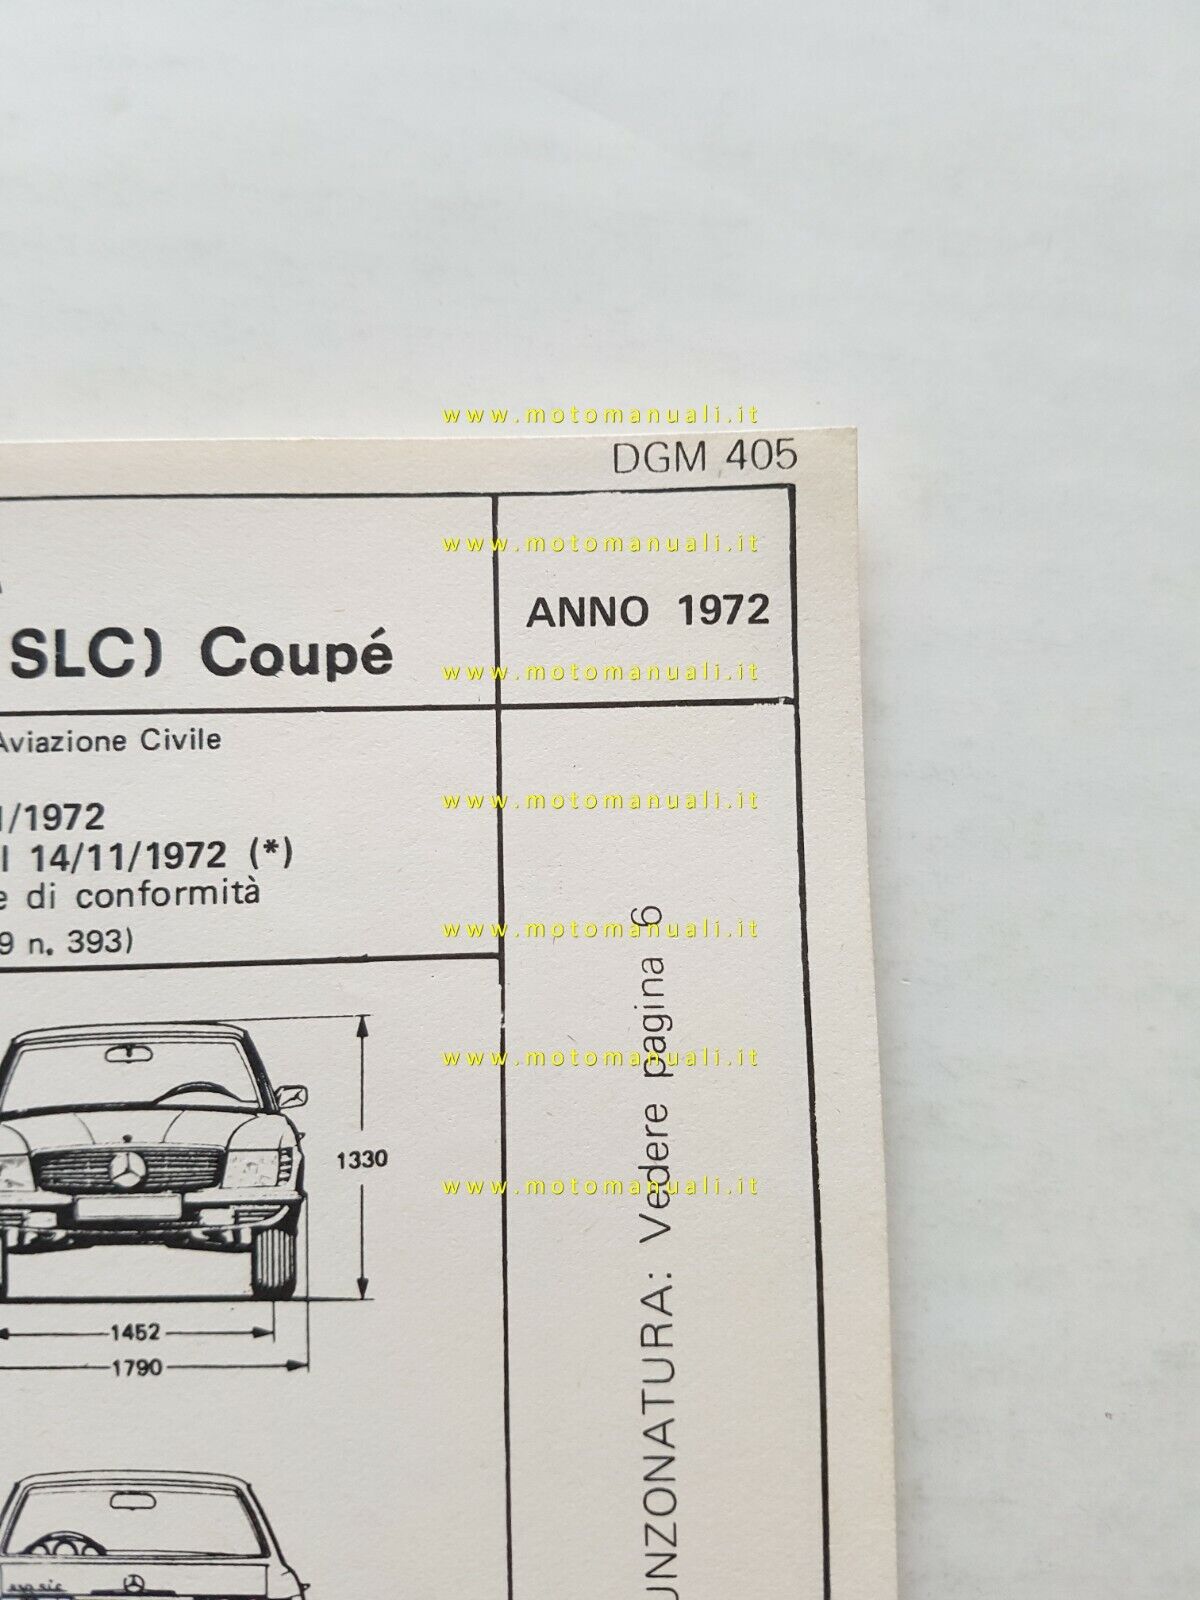 www.motomanuali.it
DGM 405
www.motomanuali.it
ANNO 1972
SLC) Coupé
www.motomanuali.it
Aviazione Civile
www.motomanuali.it
/1972
14/11/1972 (*)
di conformità
www.motomanuali.it
9 n. 393)
www.motomanuali.it
1330
www.motomanuali.it
1452
1790
UNZONATURA: Vedere pagina 6